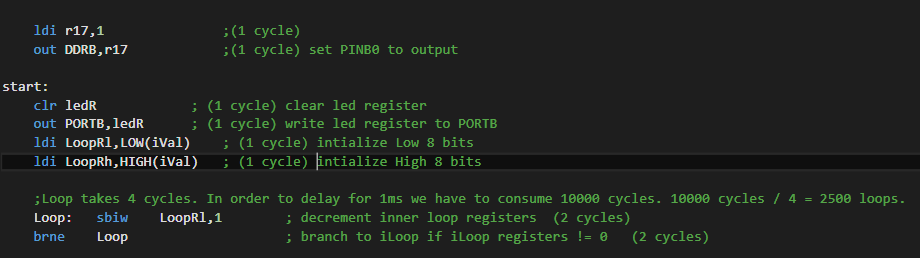 ldi r17,1 ;(1 cycle)
out DDRB,r17 ;(1 cycle) set PINB0 to output
start:
clr ledR ; (1 cycle) clear led register
out PORTB,ledR ; (1 cycle) write led register to PORTB
ldi LoopRl,LOW(iVal) ; (1 cycle) intialize Low 8 bits
ldi LoopRh,HIGH(iVal) ; (1 cycle) intialize High 8 bits
;Loop takes 4 cycles. In order to delay for 1ms we have to consume 10000 cycles. 10000 cycles / 4 = 2500 loops.
Loop: sbiw LoopRl,1 ; decrement inner loop registers (2 cycles)
brne Loop ; branch to iLoop if iLoop registers != 0 (2 cycles)